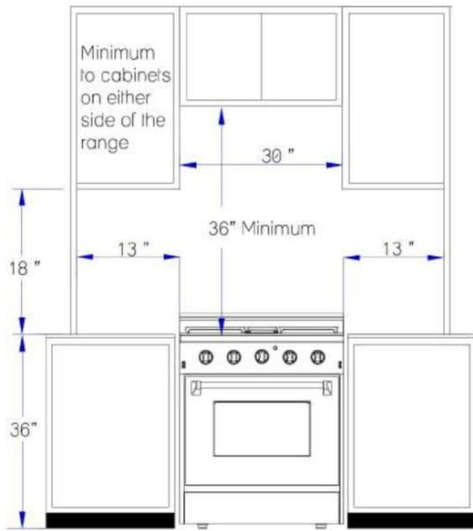 Minimum
to cabinets
on either
side of the
range
30 "
36" Minimum
13 "
13 "
18 "
36"